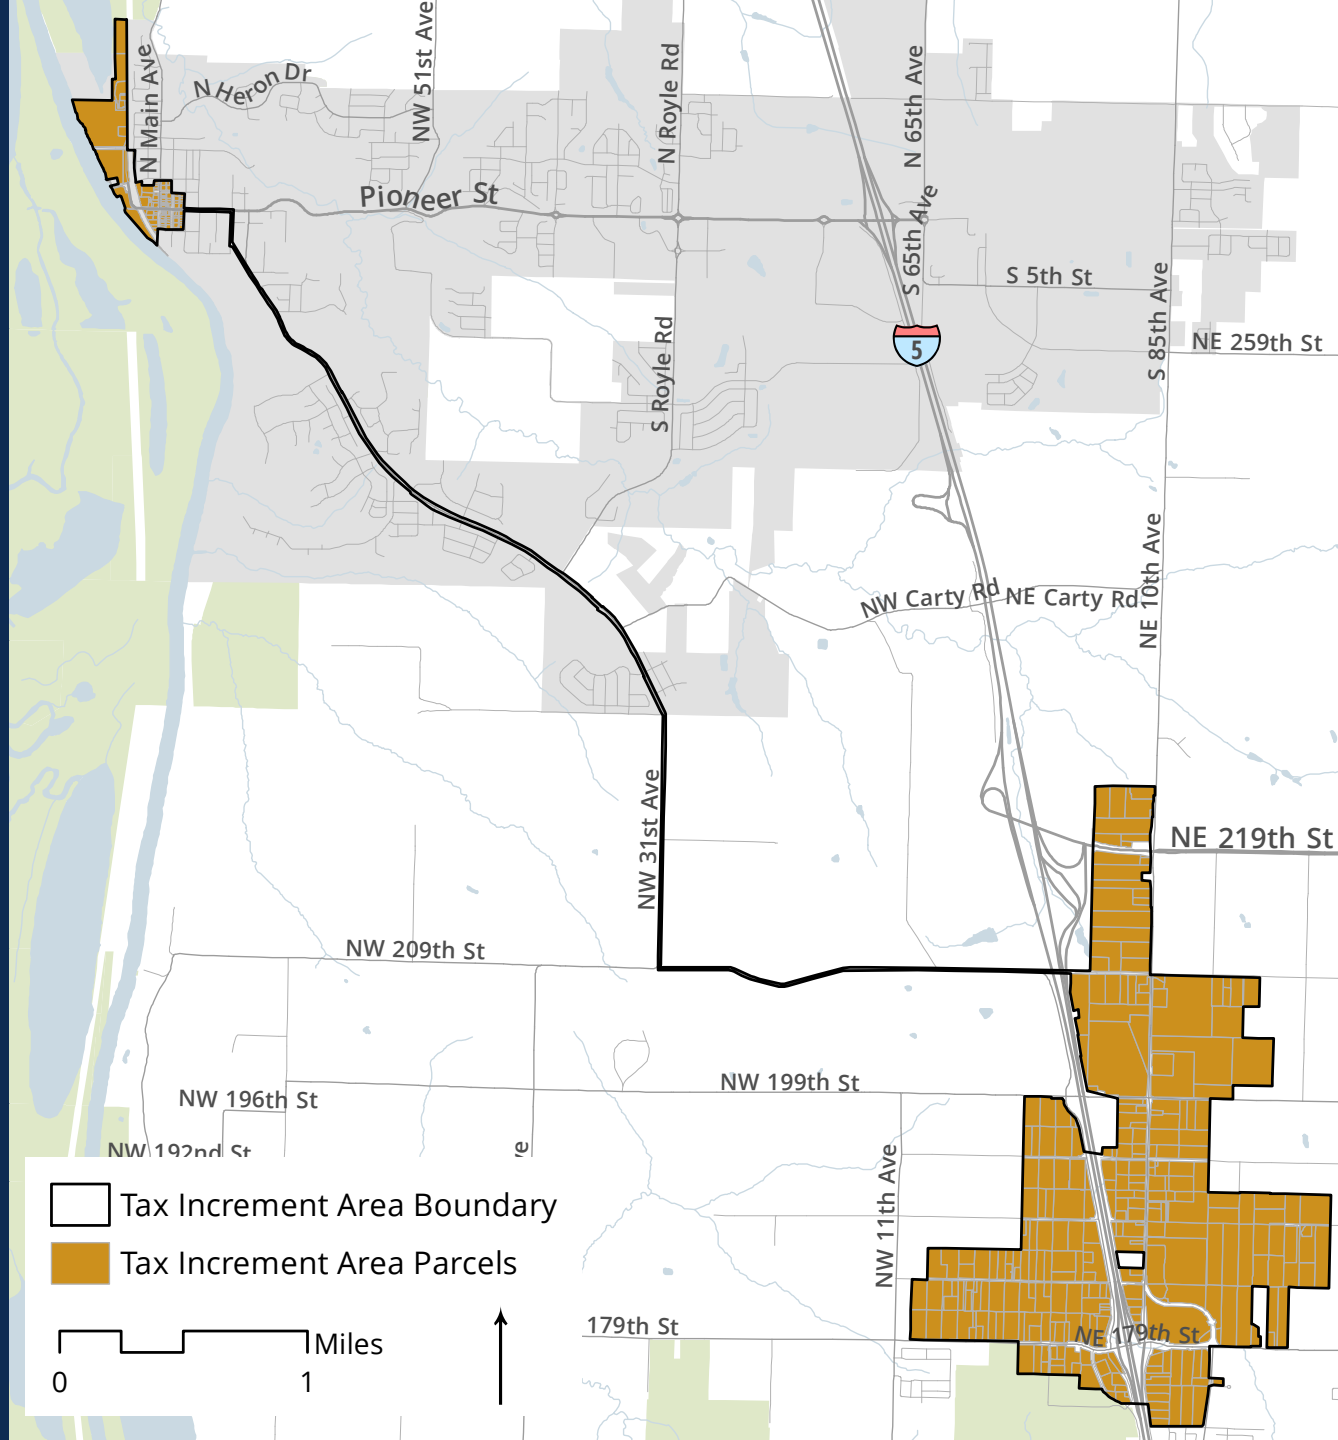 NW 51st Ave
N Royle Rd
N 65th Ave
N Main Ave
N Heron Dr
Pioneer St
S 65th Ave
S 5th St
S 85th Ave
NE 259th St
5
S Royle Rd
NE 10th Ave
NW Carty Rd
NE Carty Rd
NW 31st Ave
NE 219th St
NW 209th St
NW 199th St
NW 196th St
NW 192nd St
NW 11th Ave
179th St
NE 179th St
Tax Increment Area Boundary
Tax Increment Area Parcels
Miles
0 1